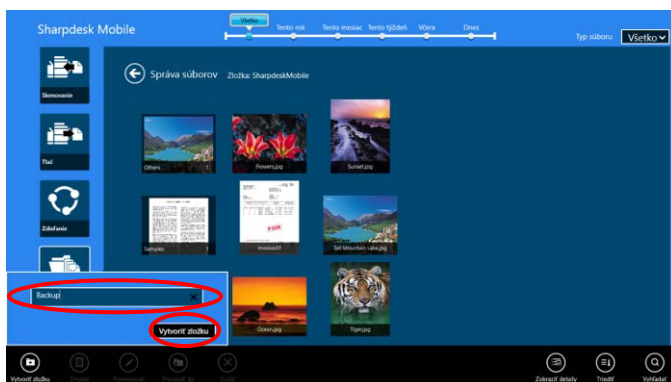 Sharpdesk Mobile
Všetko
Tento rok
Tento mesiac
Tento týždeň
Včera
Dnes
Typ súboru
Všetko
Správa súborov
Zložka: SharpdeskMobile
Skenovanie
Tlač
Zdieľanie
Others 1
Flowers.jpg
Sunset.jpg
Samples 1
Invoice01
Tall Mountain Lake.jpg
Ocean.jpg
Tiger.jpg
Backup
Vytvoriť zložku
Vytvoriť zložku
Zobraziť detaily
Triediť
Vyhľadať